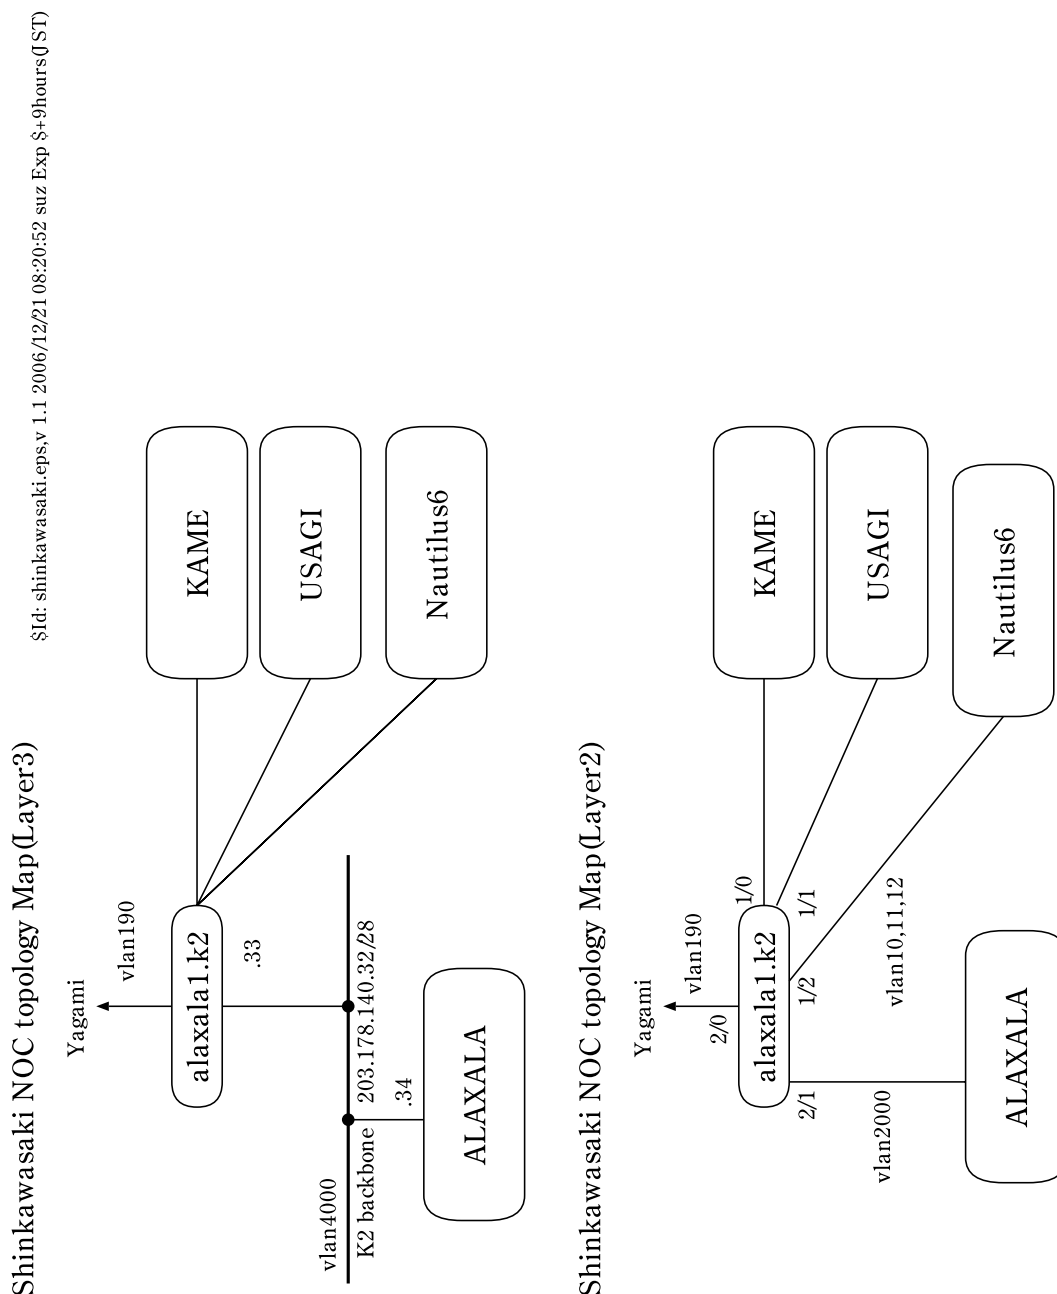 $Id: shinkawasaki.eps,v 1.1 2006/12/21 08:20:52 suz Exp $+9hours(JST)
Shinkawasaki NOC topology Map(Layer3)
Yagami
vlan190
alaxala1.k2
.33
KAME
USAGI
Nautilus6
vlan4000
K2 backbone
203.178.140.32/28
.34
ALAXALA
Shinkawasaki NOC topology Map(Layer2)
Yagami
vlan190
2/0
1/0
alaxala1.k2
2/1
1/2
1/1
KAME
USAGI
Nautilus6
vlan2000
vlan10,11,12
ALAXALA